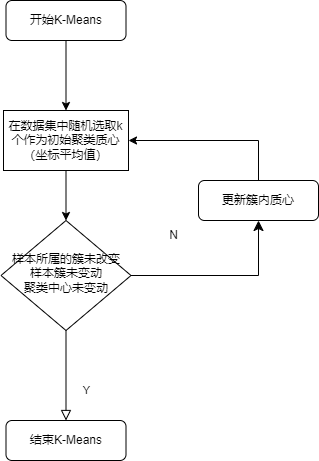 开始K-Means
在数据集中随机选取k
个作为初始聚类质心
(坐标平均值)
更新簇内质心
N
样本所属的簇未改变
样本簇未变动
聚类中心未变动
Y
结束K-Means